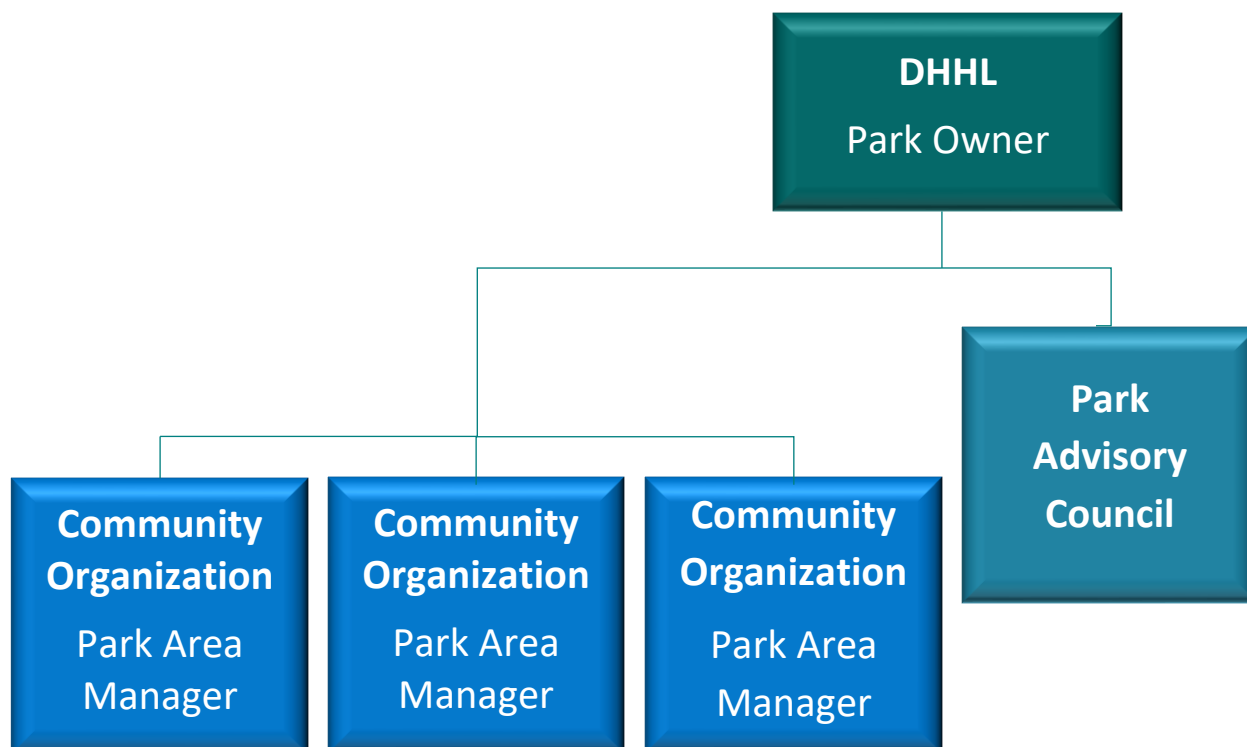 DHHL
Park Owner
Park
Advisory
Council
Community
Organization
Park Area
Manager
Community
Organization
Park Area
Manager
Community
Organization
Park Area
Manager